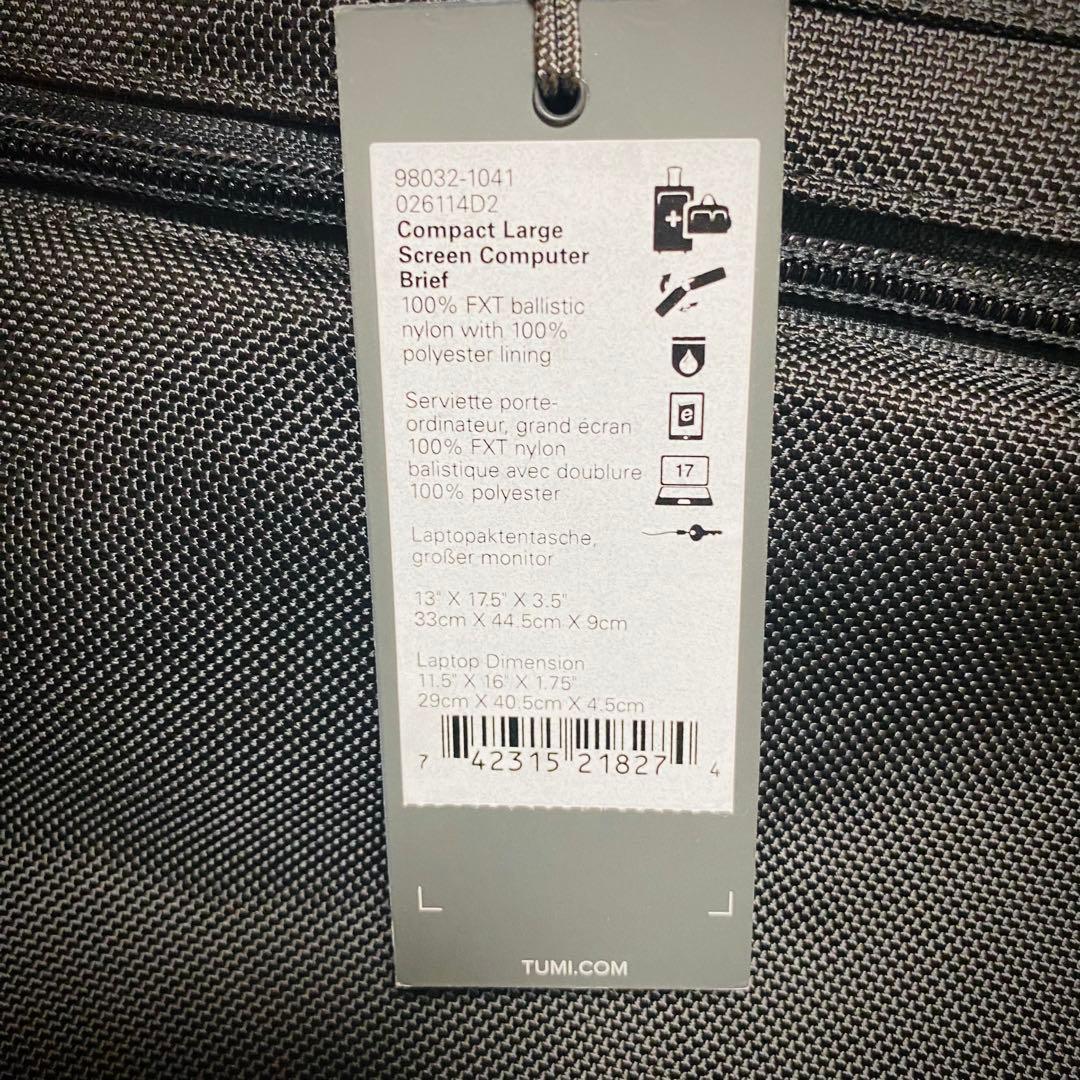 98032-1041
026114D2
Compact Large
Screen Computer
Brief
100% FXT ballistic
nylon with 100%
polyester lining
Serviette porte-
ordinateur, grand écran
100% FXT nylon
balistique avec doublure
100% polyester
Laptopaktentasche,
großer monitor
13" X 17.5" X 3.5"
33cm X 44.5cm X 9cm
Laptop Dimension
11.5" X 16" X 1.75"
29cm X 40.5cm X 4.5cm
7 42315 21827 4
e
17
TUMI.COM